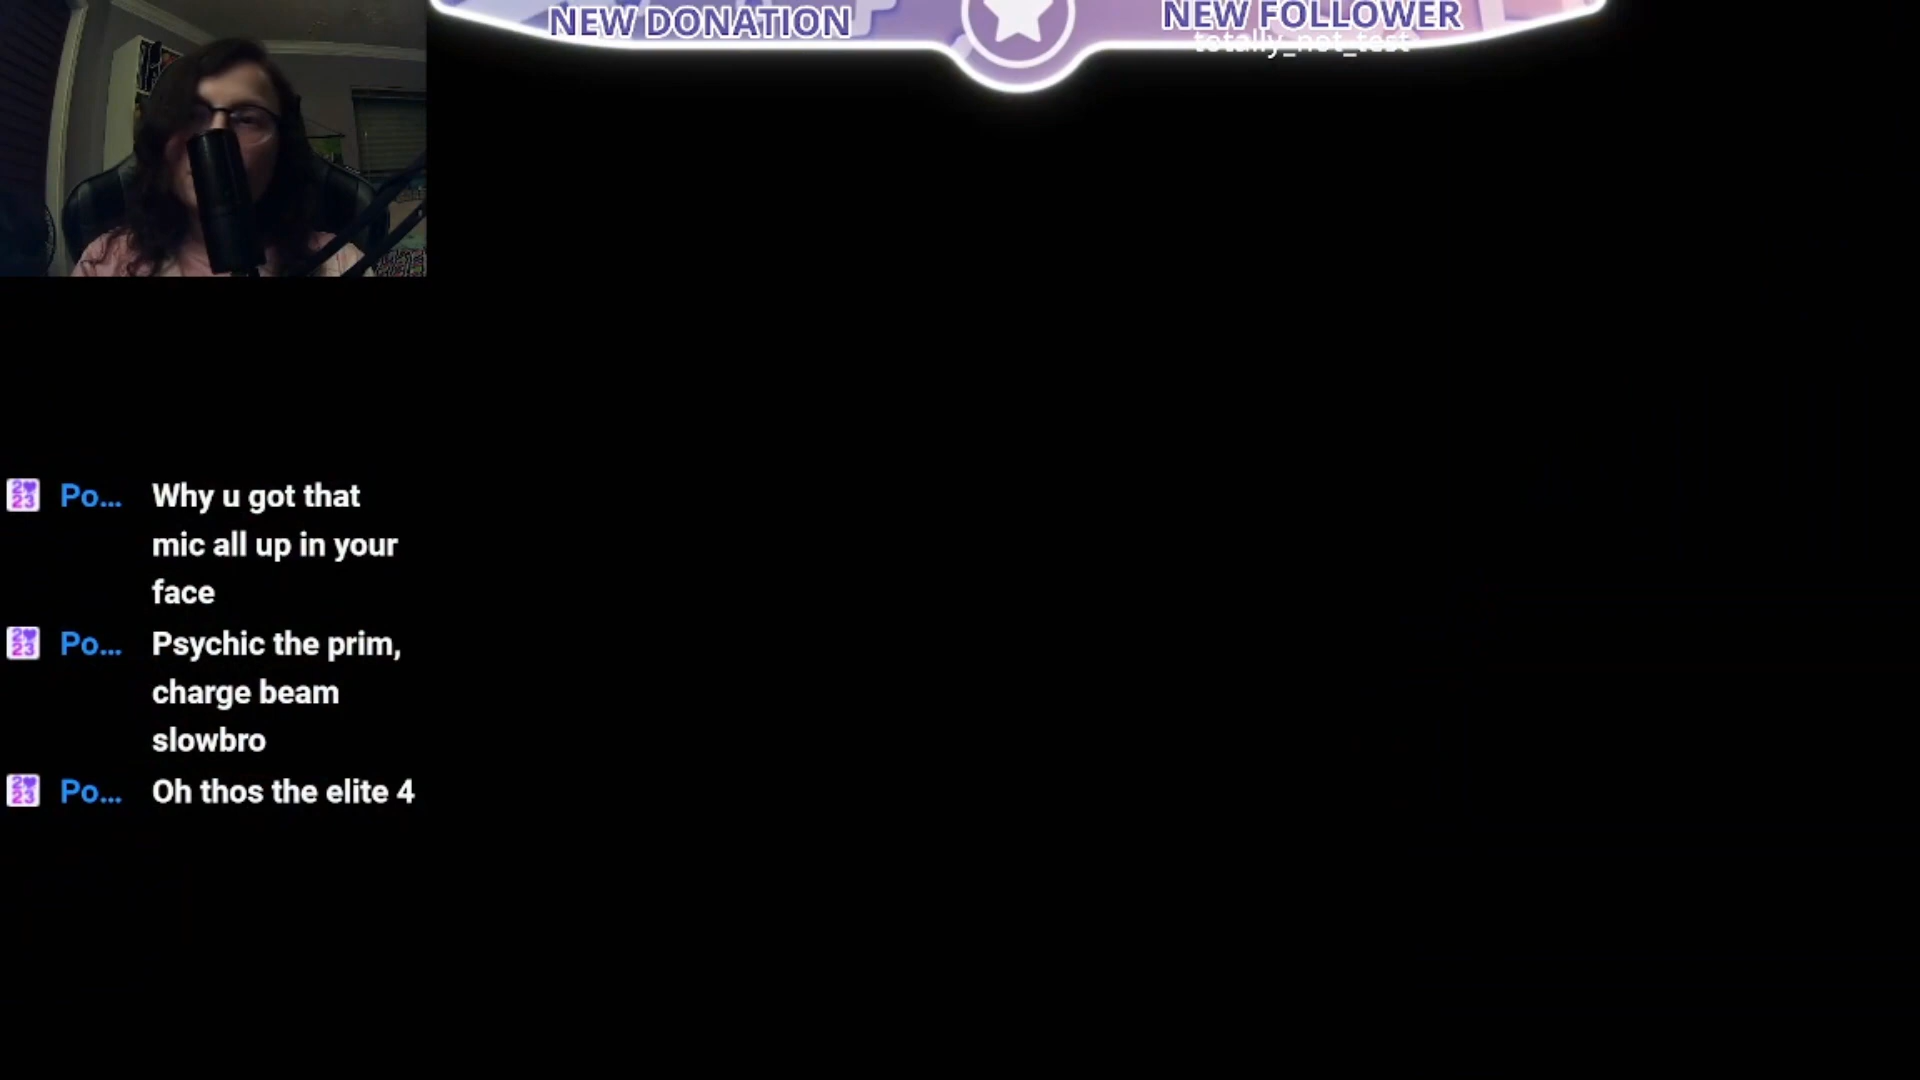 NEW DONATION
NEW FOLLOWER
totally_not_test
Po... Why u got that
mic all up in your
face
Po... Psychic the prim,
charge beam
slowbro
Po... Oh thos the elite 4